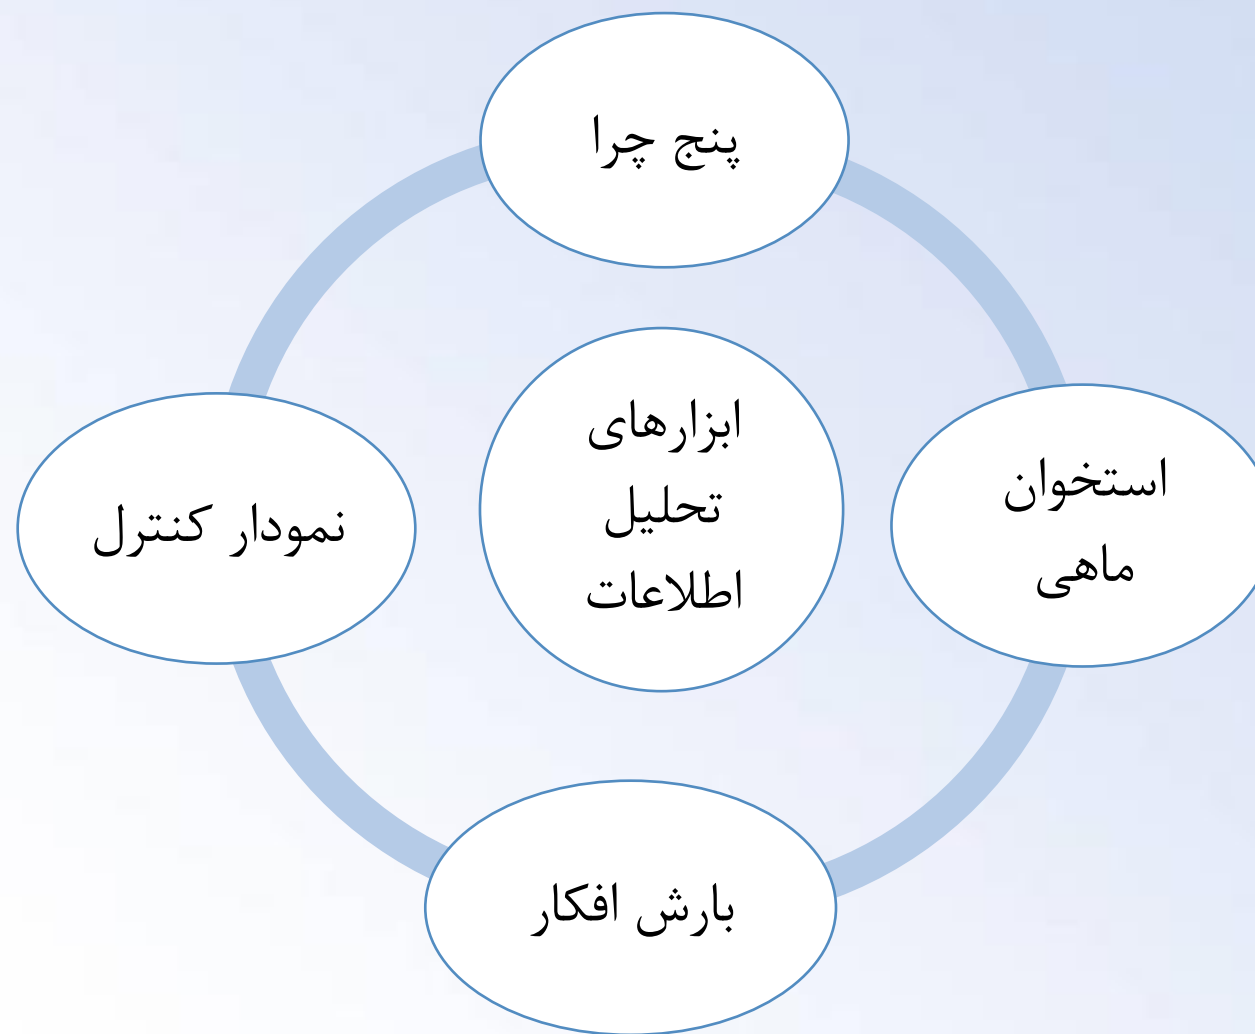 پنج چرا
ابزارهای
تحلیل
اطلاعات
استخوان
ماهی
نمودار کنترل
بارش افکار